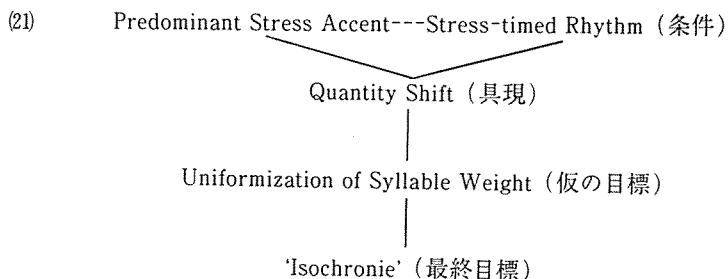 (21) Predominant Stress Accent---Stress-timed Rhythm（条件）
Quantity Shift（具現）
Uniformization of Syllable Weight（仮の目標）
‘Isochronie’（最終目標）